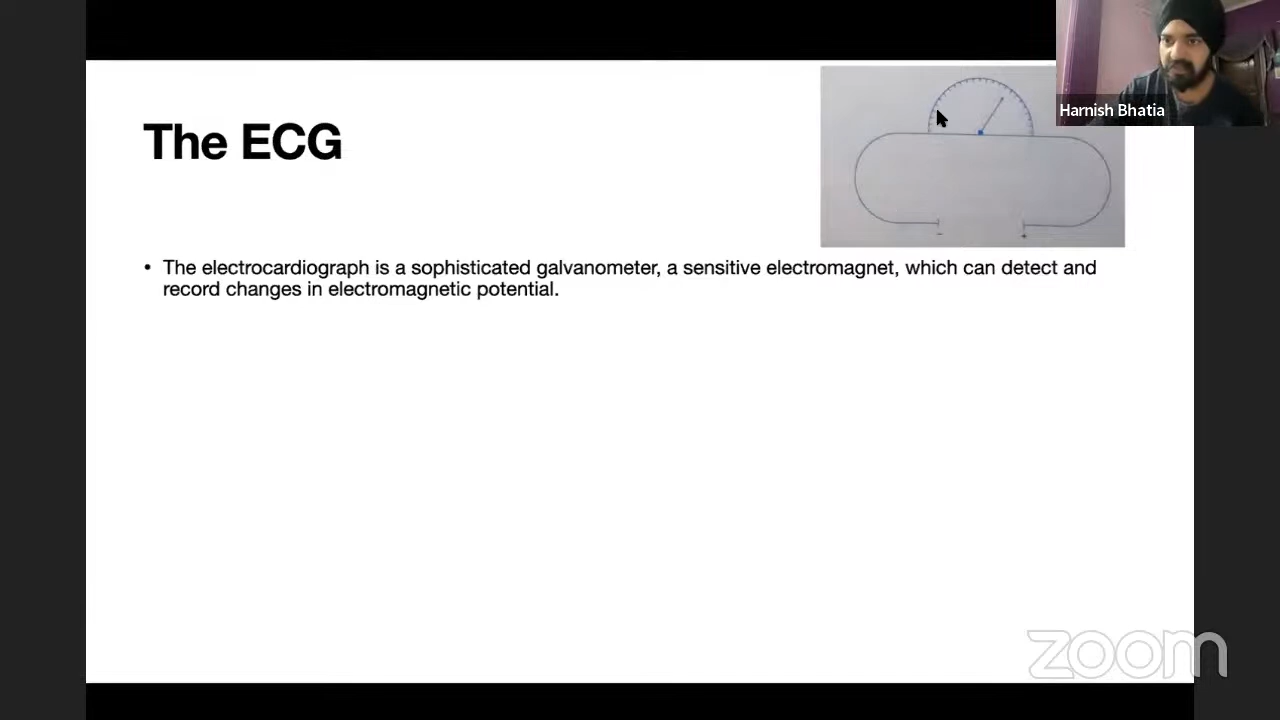 Harnish Bhatia
The ECG
- +
• The electrocardiograph is a sophisticated galvanometer, a sensitive electromagnet, which can detect and
record changes in electromagnetic potential.
zoom